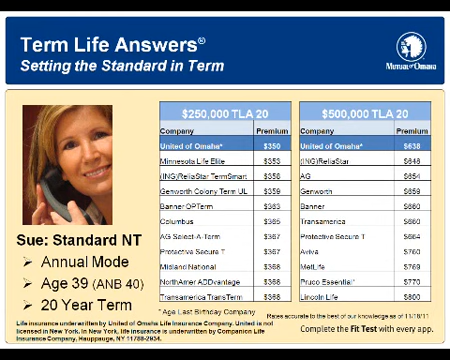 Term Life Answers®
Setting the Standard in Term
Mutual of Omaha
$250,000 TLA 20
Company Premium
United of Omaha* $350
Minnesota Life Elite $353
(ING)ReliaStar TermSmart $358
Genworth Colony Term UL $359
Banner OPTerm $363
Columbus $365
AG Select-A-Term $367
Protective Secure T $367
Midland National $368
NorthAmer ADDvantage $368
Transamerica TransTerm $368
$500,000 TLA 20
Company Premium
United of Omaha* $638
(ING)ReliaStar $648
AG $654
Genworth $659
Banner $660
Transamerica $660
Protective Secure T $664
Aviva $760
MetLife $769
Pruco Essential* $770
Lincoln Life $800
Sue: Standard NT
Annual Mode
Age 39 (ANB 40)
20 Year Term
* Age Last Birthday Company
Rates accurate to the best of our knowledge as of 11/18/11
Life insurance underwritten by United of Omaha Life Insurance Company. United is not
licensed in New York. In New York, life insurance is underwritten by Companion Life
Insurance Company, Hauppauge, NY 11788-2934.
Complete the Fit Test with every app.